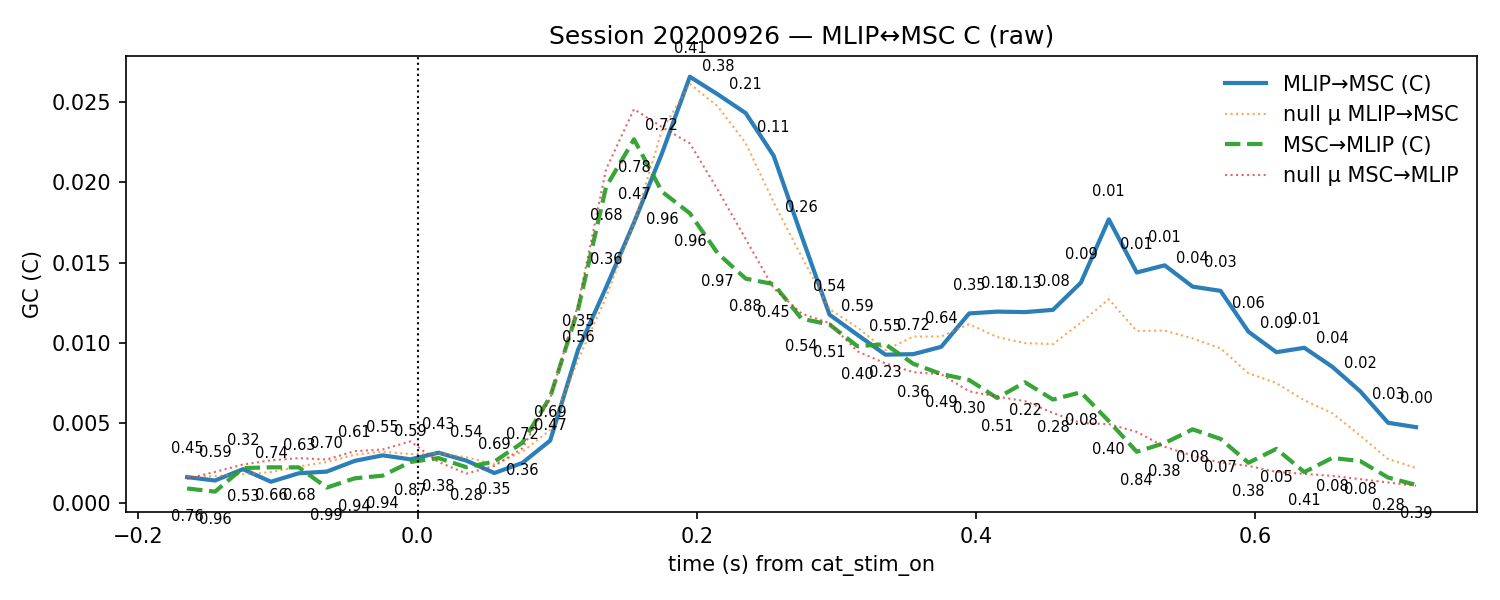 Session 20200926 — MLIP↔MSC C (raw)
GC (C)
0.025
0.020
0.015
0.010
0.005
0.000
MLIP→MSC (C)
null μ MLIP→MSC
MSC→MLIP (C)
null μ MSC→MLIP
0.45 0.59 0.32 0.74 0.63 0.70 0.61 0.55 0.59 0.43 0.54 0.69 0.72 0.47 0.56 0.36 0.47 0.72 0.41 0.38 0.21 0.11 0.26 0.54 0.59 0.55 0.72 0.64 0.35 0.18 0.13 0.08 0.09 0.01 0.01 0.01 0.04 0.03 0.06 0.09 0.01 0.04 0.02 0.03 0.00
0.76 0.96 0.53 0.66 0.68 0.99 0.94 0.94 0.87 0.38 0.28 0.35 0.36 0.69 0.35 0.68 0.78 0.96 0.96 0.97 0.88 0.45 0.54 0.51 0.40 0.23 0.36 0.49 0.30 0.51 0.22 0.28 0.08 0.40 0.84 0.38 0.08 0.07 0.38 0.05 0.41 0.08 0.08 0.28 0.39
−0.2 0.0 0.2 0.4 0.6
time (s) from cat_stim_on